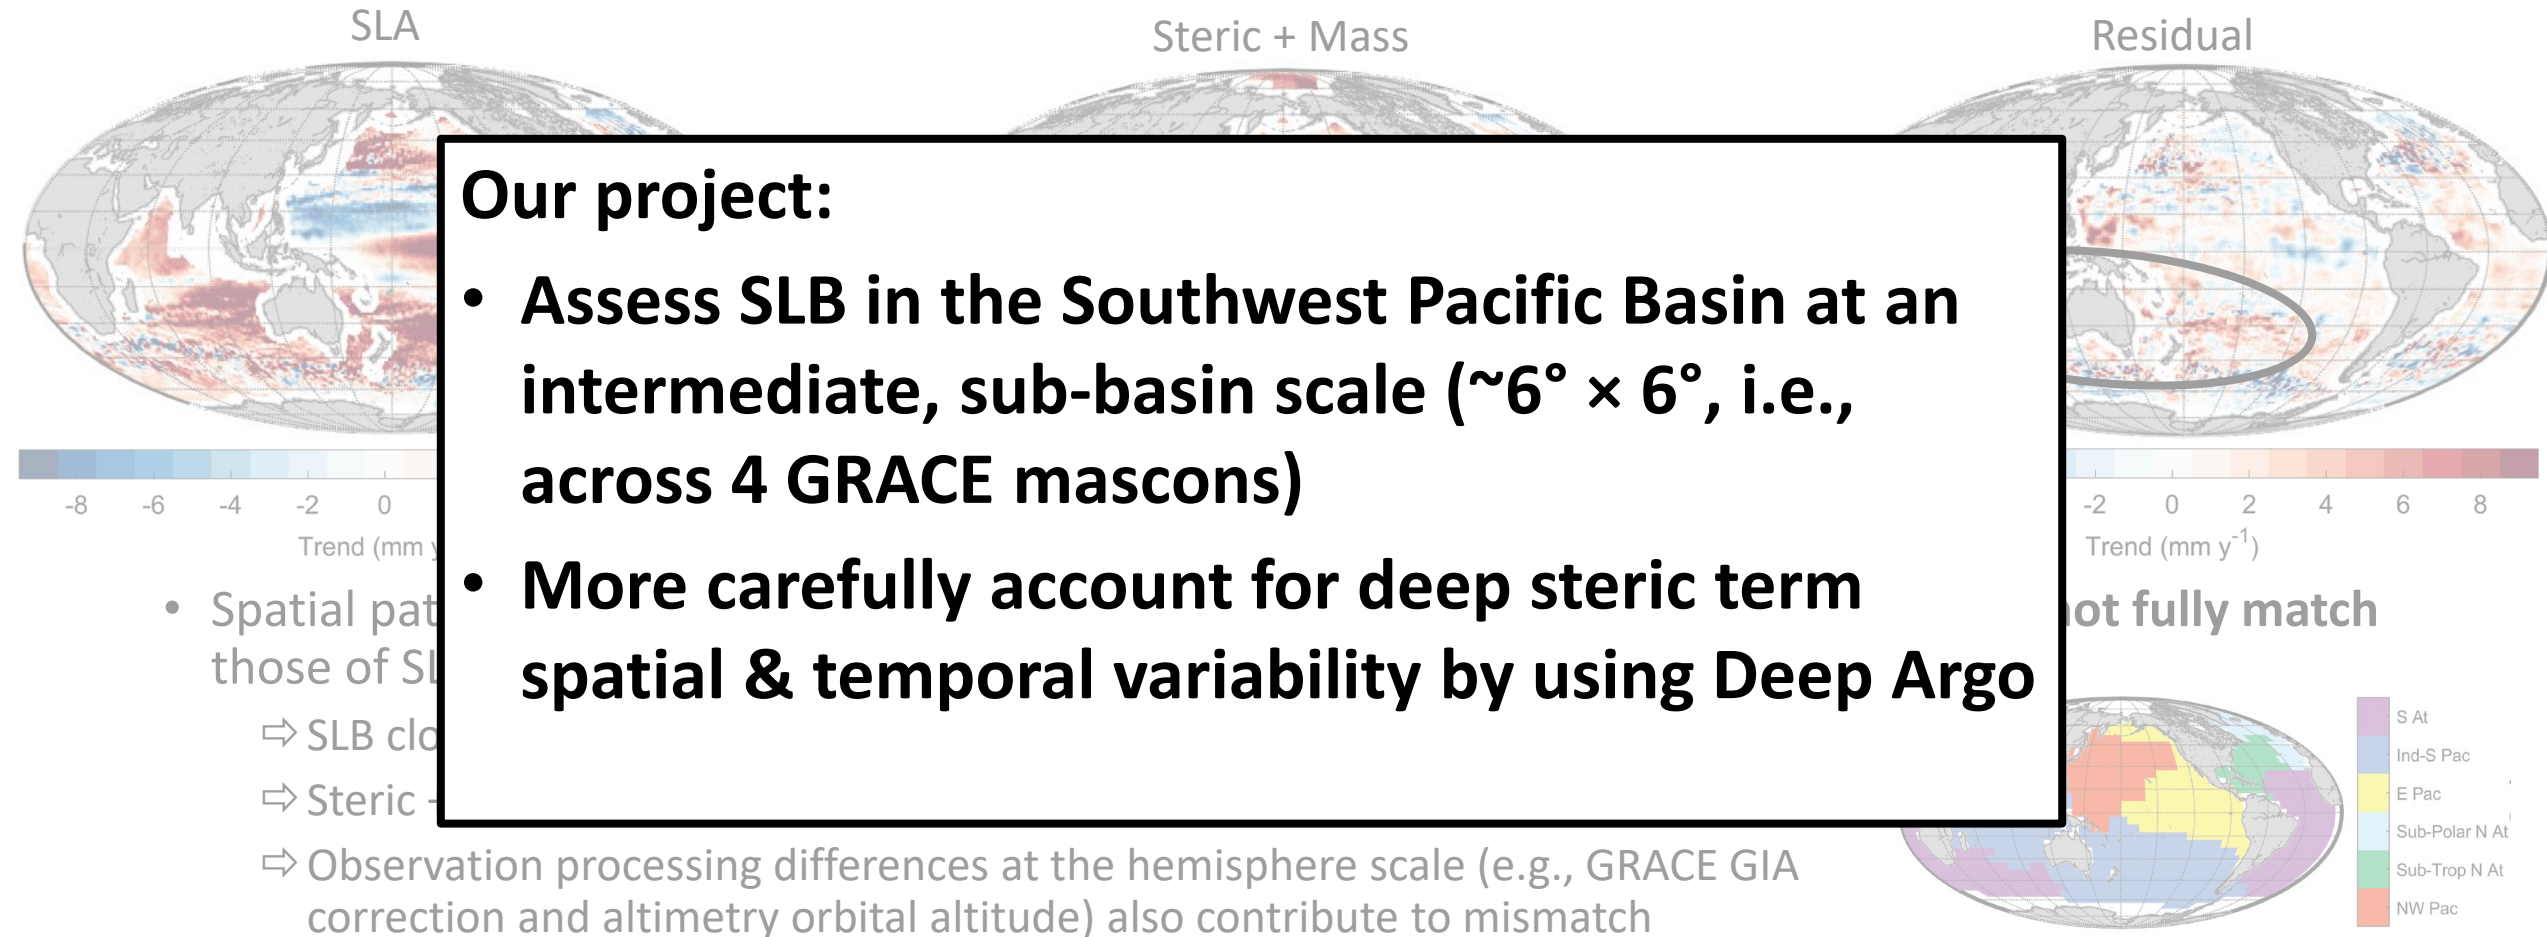 SLA
Steric + Mass
Residual
Our project:
• Assess SLB in the Southwest Pacific Basin at an
intermediate, sub-basin scale (~6° × 6°, i.e.,
across 4 GRACE mascons)
• More carefully account for deep steric term
spatial & temporal variability by using Deep Argo
-8 -6 -4 -2 0
Trend (mm y
-2 0 2 4 6 8
Trend (mm y⁻¹)
• Spatial
fully match
those of
⇨ SLB
⇨ Steric
⇨ Observation processing differences at the hemisphere scale (e.g., GRACE GIA
correction and altimetry orbital altitude) also contribute to mismatch
S At
Ind-S Pac
E Pac
Sub-Polar N At
Sub-Trop N At
NW Pac